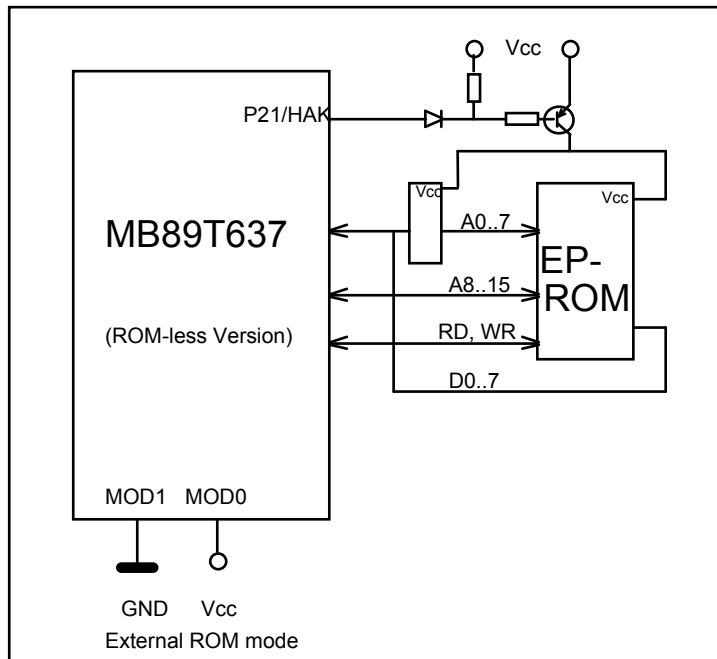 Vcc
P21/HAK
Vcc
Vcc
MB89T637
A0..7
EP-
ROM
A8..15
(ROM-less Version)
RD, WR
D0..7
MOD1 MOD0
GND Vcc
External ROM mode